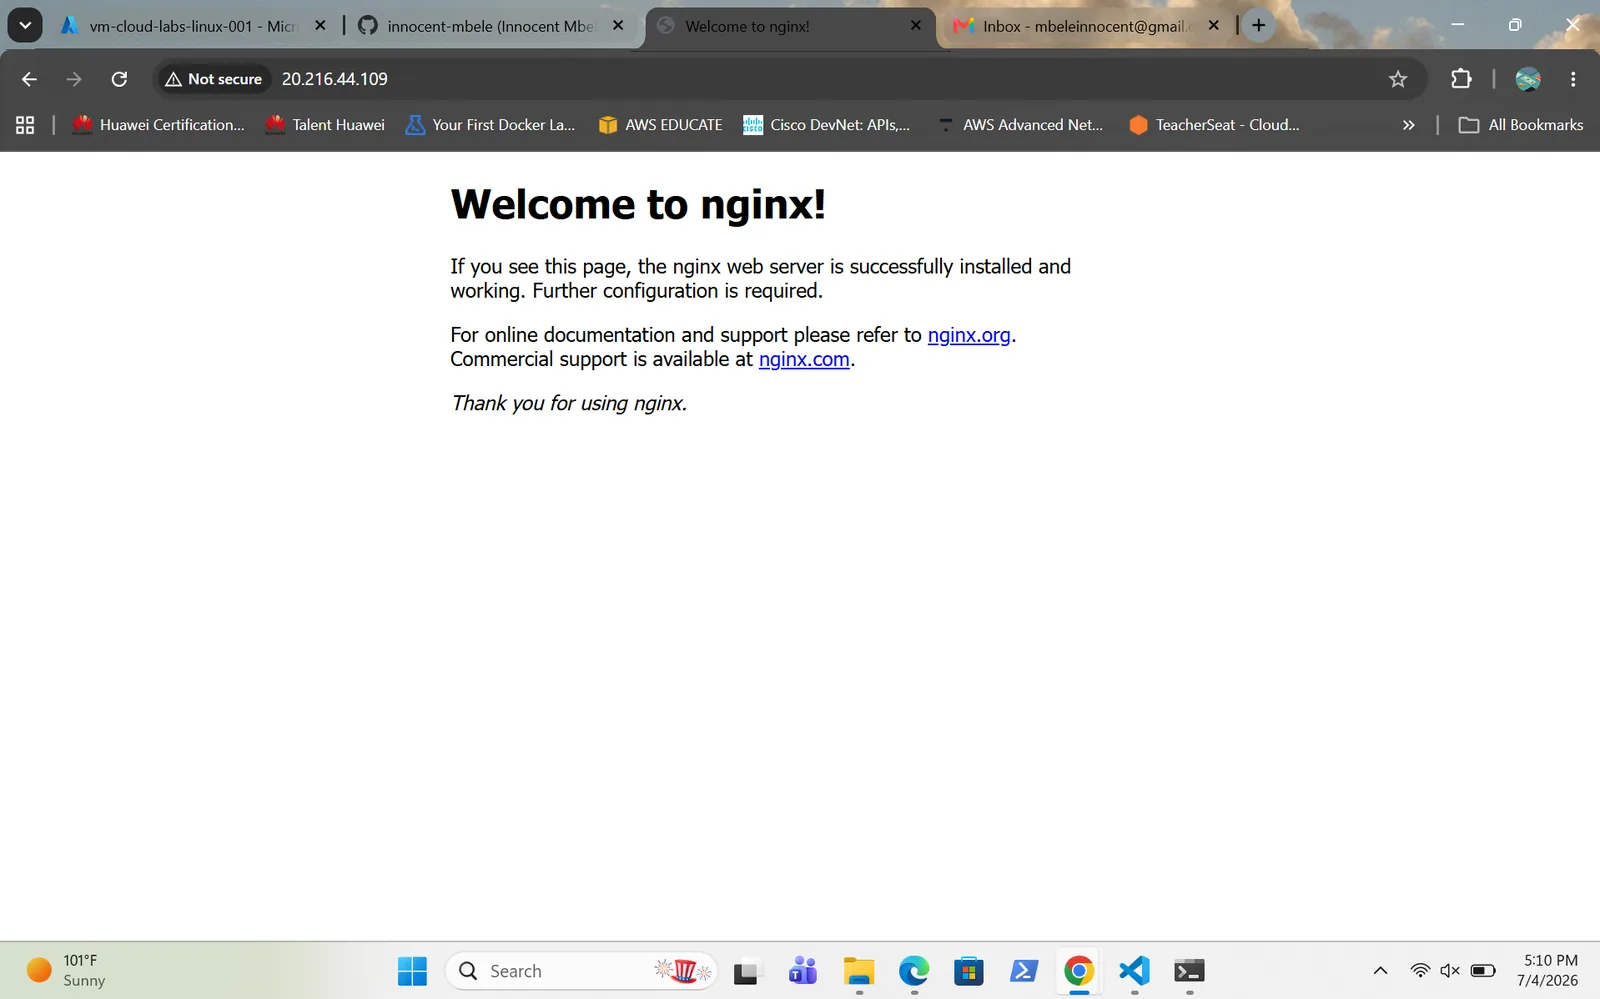 vm-cloud-labs-linux-001 - Micr
innocent-mbele (Innocent Mbel
Welcome to nginx!
Inbox - mbeleinnocent@gmail.c
Not secure
20.216.44.109
Huawei Certification...
Talent Huawei
Your First Docker La...
AWS EDUCATE
Cisco DevNet: APIs,...
AWS Advanced Net...
TeacherSeat - Cloud...
All Bookmarks
Welcome to nginx!
If you see this page, the nginx web server is successfully installed and
working. Further configuration is required.
For online documentation and support please refer to nginx.org.
Commercial support is available at nginx.com.
Thank you for using nginx.
101°F
Sunny
Search
5:10 PM
7/4/2026